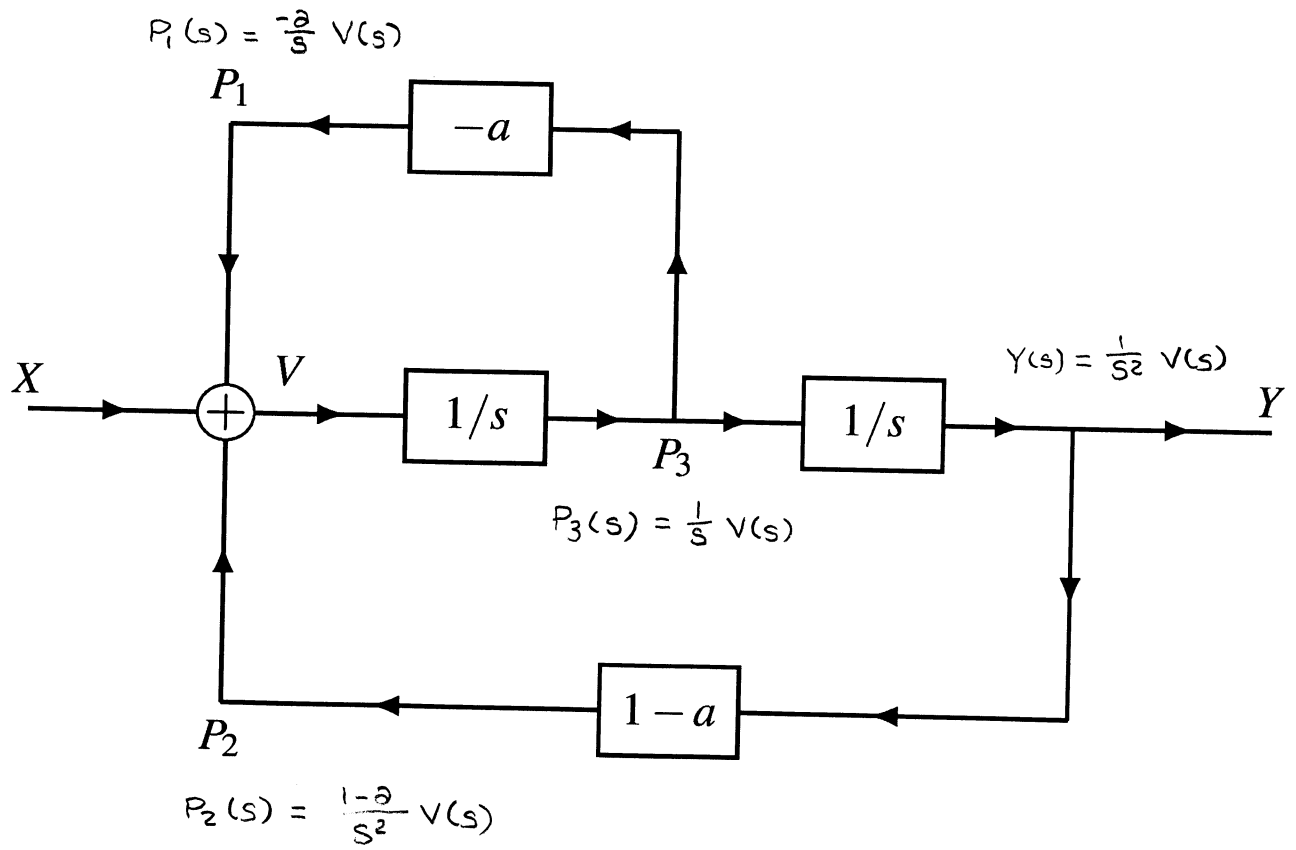 P₁(s) = -a/s V(s)
P₁
-a
X
V
1/s
P₃
1/s
Y(s) = 1/s² V(s)
Y
P₃(s) = 1/s V(s)
1 - a
P₂
P₂(s) = 1-a/s² V(s)